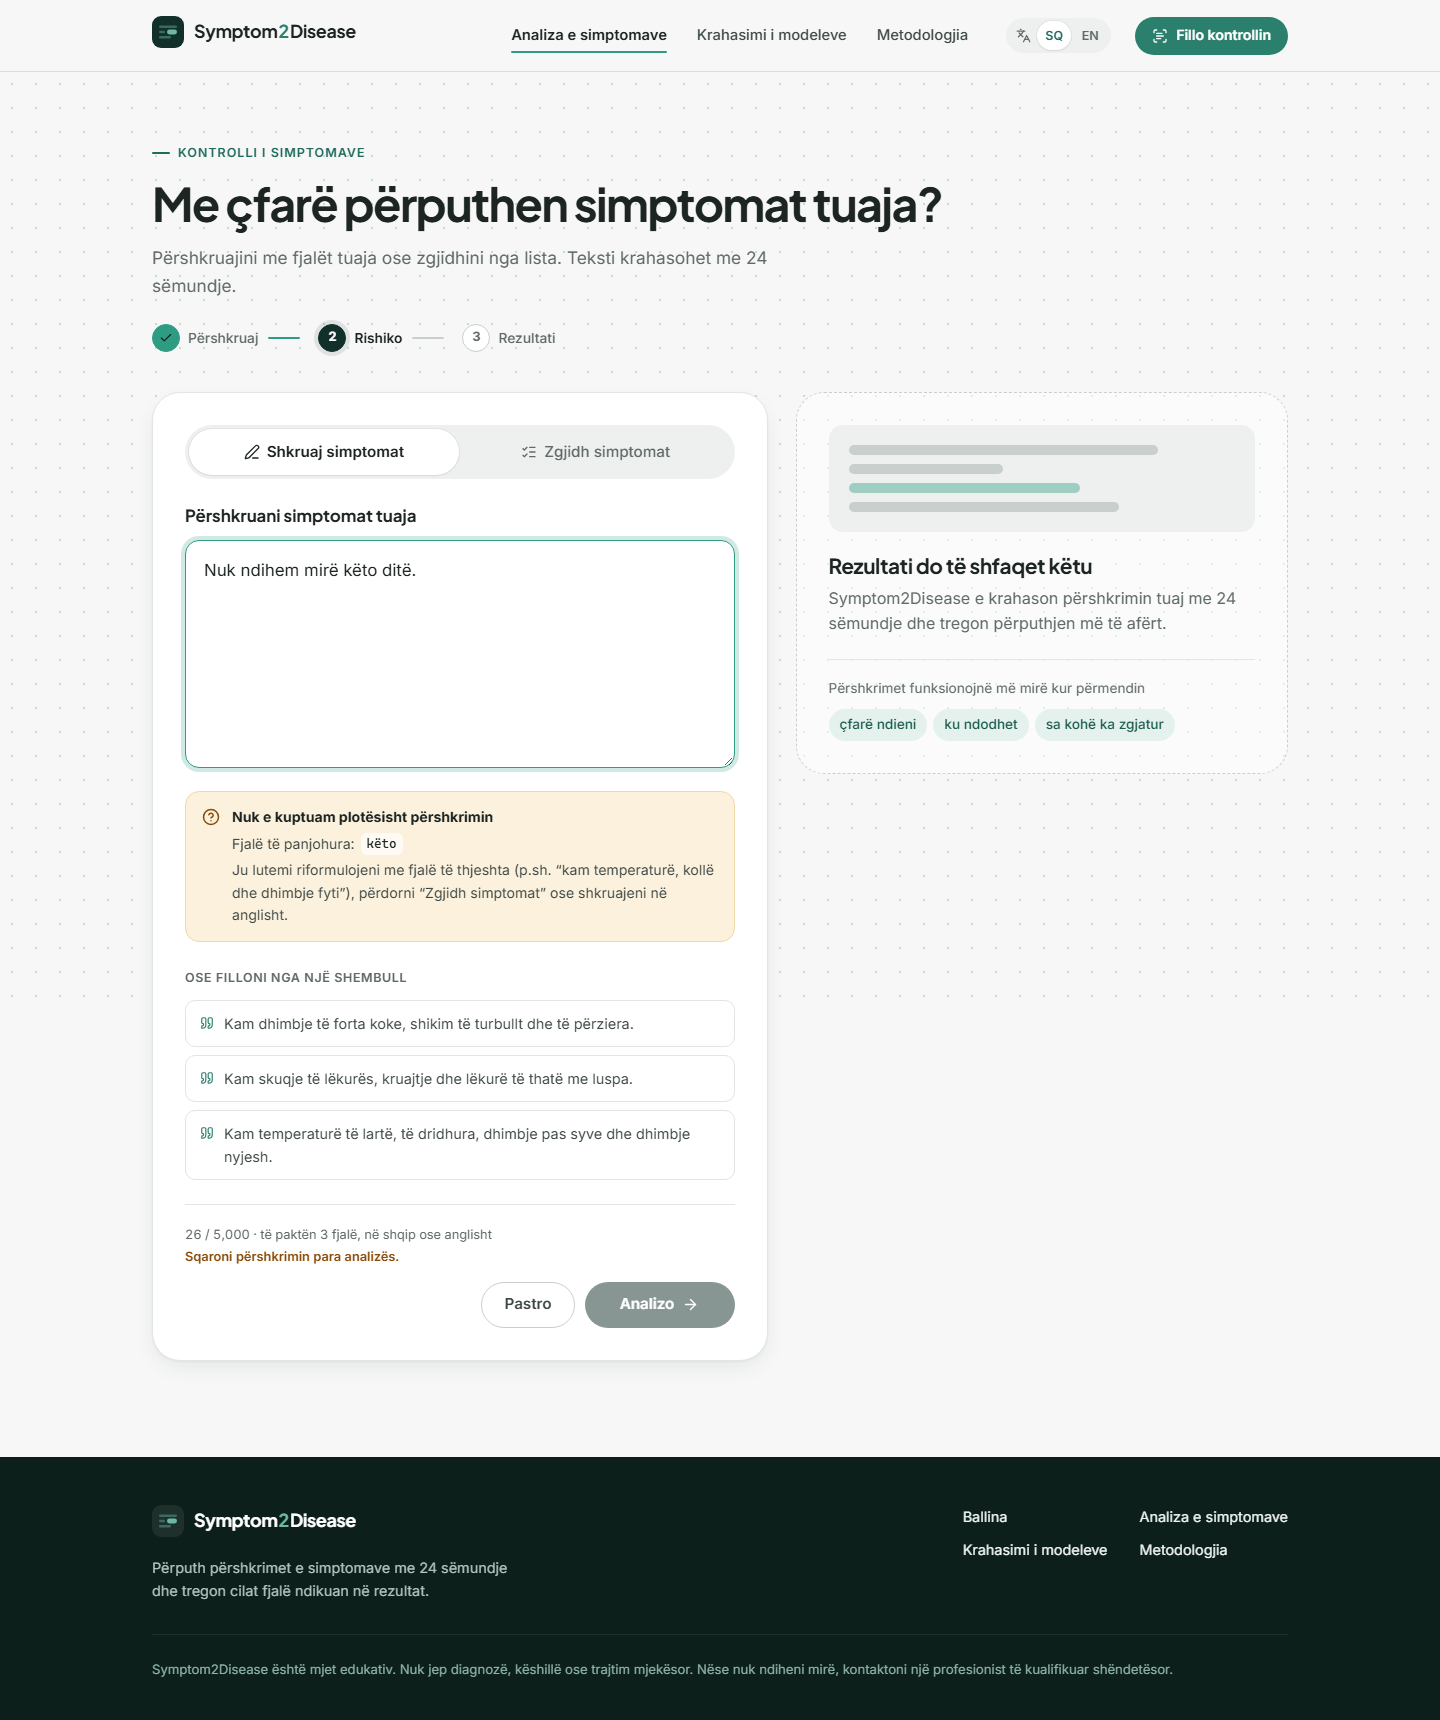 Symptom2Disease
Analiza e simptomave
Krahasimi i modeleve
Metodologjia
SQ
EN
Fillo kontrollin
KONTROLLI I SIMPTOMAVE
Me çfarë përputhen simptomat tuaja?
Përshkruajini me fjalët tuaja ose zgjidhini nga lista. Teksti krahasohet me 24
sëmundje.
Përshkruaj
2
Rishiko
3
Rezultati
Shkruaj simptomat
Zgjidh simptomat
Përshkruani simptomat tuaja
Nuk ndihem mirë këto ditë.
Nuk e kuptuam plotësisht përshkrimin
Fjalë të panjohura: këto
Ju lutemi riformulojeni me fjalë të thjeshta (p.sh. “kam temperaturë, kollë
dhe dhimbje fyti”), përdorni “Zgjidh simptomat” ose shkruajeni në
anglisht.
OSE FILLONI NGA NJË SHEMBULL
Kam dhimbje të forta koke, shikim të turbullt dhe të përziera.
Kam skuqje të lëkurës, kruajtje dhe lëkurë të thatë me luspa.
Kam temperaturë të lartë, të dridhura, dhimbje pas syve dhe dhimbje
nyjesh.
26 / 5,000 · të paktën 3 fjalë, në shqip ose anglisht
Sqaroni përshkrimin para analizës.
Pastro
Analizo
Rezultati do të shfaqet këtu
Symptom2Disease e krahason përshkrimin tuaj me 24
sëmundje dhe tregon përputhjen më të afërt.
Përshkrimet funksionojnë më mirë kur përmendin
çfarë ndieni
ku ndodhet
sa kohë ka zgjatur
Symptom2Disease
Përputh përshkrimet e simptomave me 24 sëmundje
dhe tregon cilat fjalë ndikuan në rezultat.
Ballina
Analiza e simptomave
Krahasimi i modeleve
Metodologjia
Symptom2Disease është mjet edukativ. Nuk jep diagnozë, këshillë ose trajtim mjekësor. Nëse nuk ndiheni mirë, kontaktoni një profesionist të kualifikuar shëndetësor.